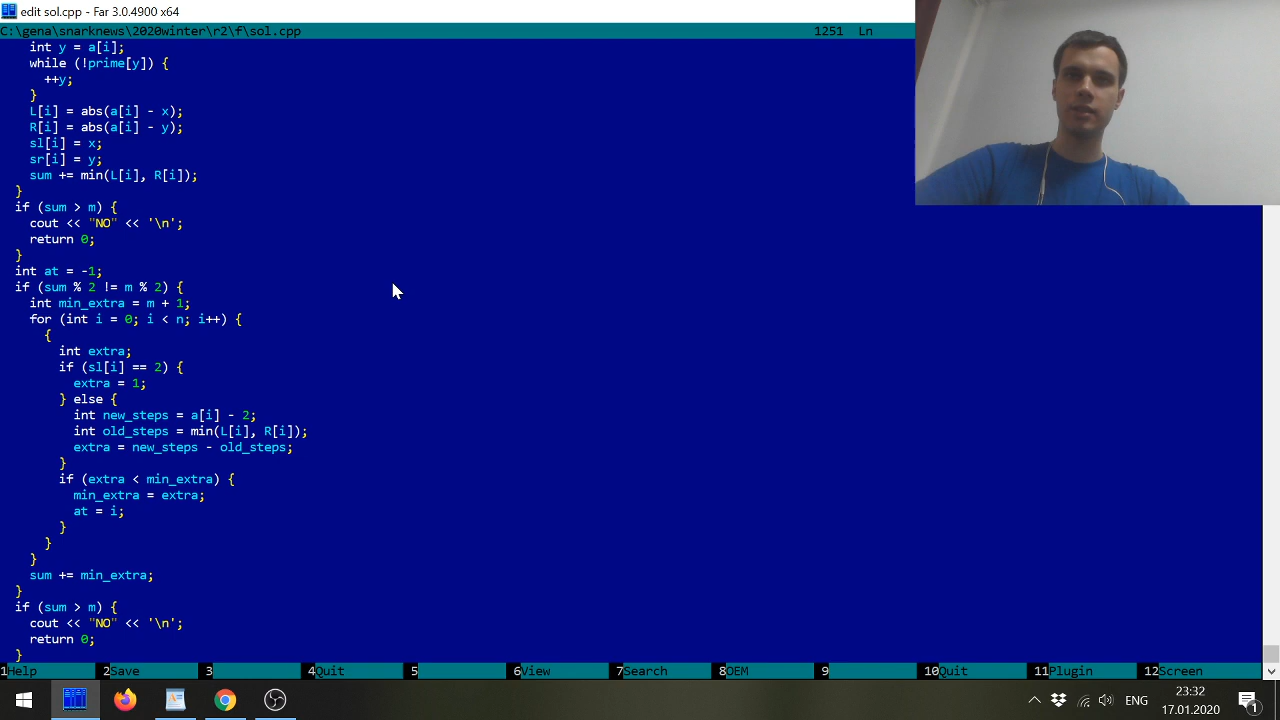 edit sol.cpp - Far 3.0.4900 x64
C:\gena\snarknews\2020winter\r2\f\sol.cpp 1251 Ln
int y = a[i];
while (!prime[y]) {
++y;
}
L[i] = abs(a[i] - x);
R[i] = abs(a[i] - y);
sl[i] = x;
sr[i] = y;
sum += min(L[i], R[i]);
}
if (sum > m) {
cout << "NO" << '\n';
return 0;
}
int at = -1;
if (sum % 2 != m % 2) {
int min_extra = m + 1;
for (int i = 0; i < n; i++) {
{
int extra;
if (sl[i] == 2) {
extra = 1;
} else {
int new_steps = a[i] - 2;
int old_steps = min(L[i], R[i]);
extra = new_steps - old_steps;
}
if (extra < min_extra) {
min_extra = extra;
at = i;
}
}
}
sum += min_extra;
}
if (sum > m) {
cout << "NO" << '\n';
return 0;
}
1Help 2Save 3 4Quit 5 6View 7Search 8OEM 9 10Quit 11Plugin 12Screen
ENG 23:32
17.01.2020 1